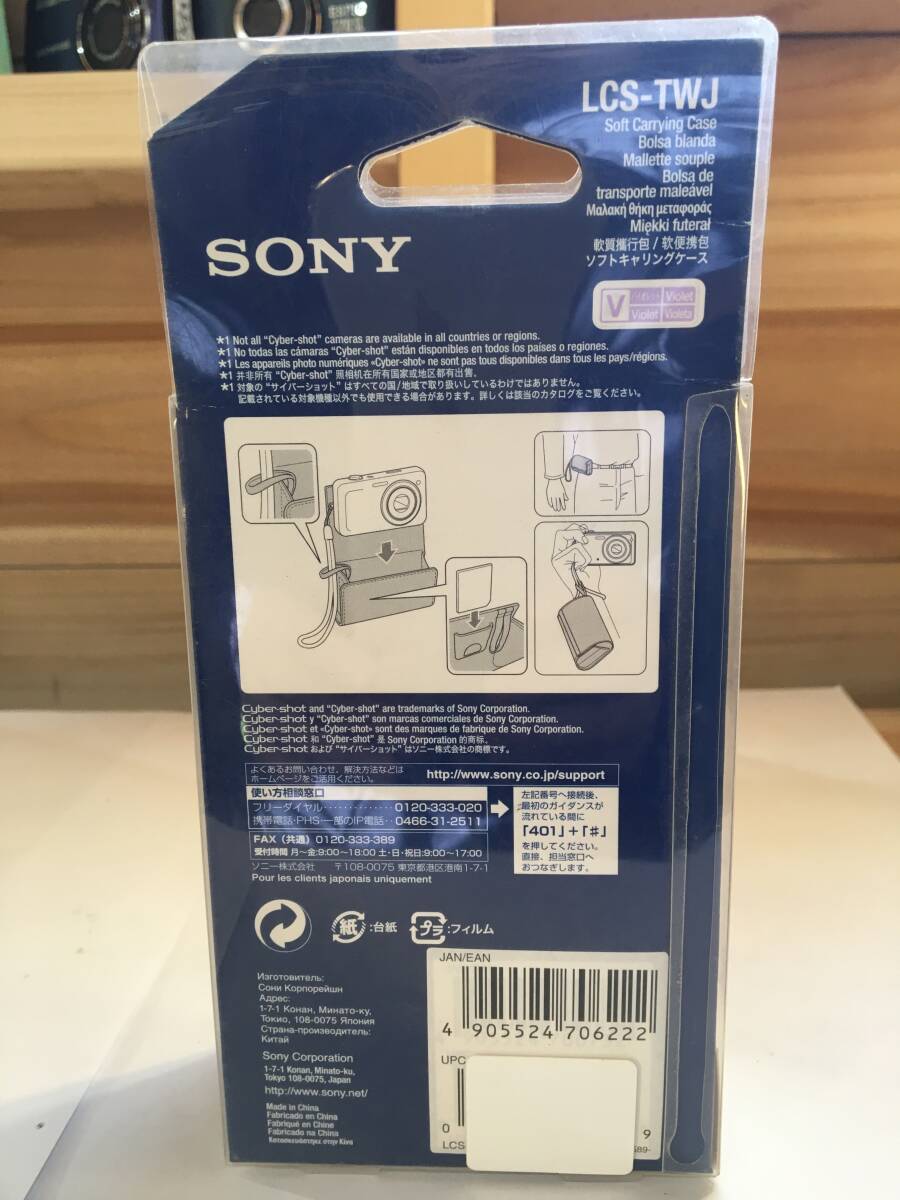 LCS-TWJ
Soft Carrying Case
Bolsa blanda
Mallette souple
Bolsa de
transporte maleável
Μαλακή θήκη μεταφοράς
Miękki futerał
軟質攜行包 / 软便携包
ソフトキャリングケース
SONY
V
Violet
Violet Violeta
*1 Not all "Cyber-shot" cameras are available in all countries or regions.
*1 No todas las cámaras "Cyber-shot" están disponibles en todos los países o regiones.
*1 Les appareils photo numériques «Cyber-shot» ne sont pas tous disponibles dans tous les pays/régions.
*1 并非所有 "Cyber-shot" 照相机在所有国家或地区都有出售。
*1 対象の "サイバーショット" はすべての国/地域で取り扱いしているわけではありません。
記載されている対象機種以外でも使用できる場合があります。詳しくは該当のカタログをご覧ください。
Cyber-shot and "Cyber-shot" are trademarks of Sony Corporation.
Cyber-shot y "Cyber-shot" son marcas comerciales de Sony Corporation.
Cyber-shot et «Cyber-shot» sont des marques de fabrique de Sony Corporation.
Cyber-shot 和 "Cyber-shot" 是 Sony Corporation 的商标。
Cyber-shot および "サイバーショット" はソニー株式会社の商標です。
よくあるお問い合わせ、解決方法などは
ホームページをご活用ください。
http://www.sony.co.jp/support
使い方相談窓口
フリーダイヤル・・・・・・・・・・・・・0120-333-020
携帯電話・PHS・一部のIP電話・・0466-31-2511
FAX（共通）0120-333-389
受付時間 月～金:9:00～18:00 土・日・祝日:9:00～17:00
左記番号へ接続後、
最初のガイダンスが
流れている間に
「401」+「♯」
を押してください。
直接、担当窓口へ
おつなぎします。
ソニー株式会社 〒108-0075 東京都港区港南1-7-1
Pour les clients japonais uniquement
紙:台紙
プラ:フィルム
Изготовитель:
Сони Корпорейшн
Адрес:
1-7-1 Конан, Минато-ку,
Токио, 108-0075 Япония
Страна-производитель:
Китай
Sony Corporation
1-7-1 Konan, Minato-ku,
Tokyo 108-0075, Japan
http://www.sony.net/
Made in China
Fabricado en China
Fabriqué en Chine
Fabricado na China
Κατασκευάστηκε στην Κίνα
JAN/EAN
4 905524 706222
UPC
0 9
LCS-